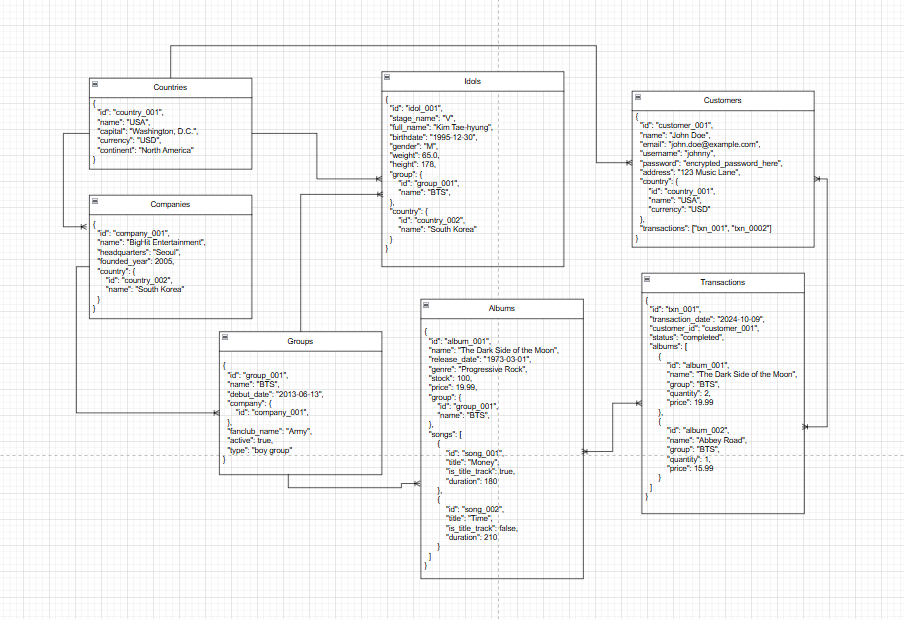 Countries
{
"id": "country_001",
"name": "USA",
"capital": "Washington, D.C.",
"currency": "USD",
"continent": "North America"
}
Idols
{
"id": "idol_001",
"stage_name": "V",
"full_name": "Kim Tae-hyung",
"birthdate": "1995-12-30",
"gender": "M",
"weight": 65.0,
"height": 178,
"group": {
"id": "group_001",
"name": "BTS",
},
"country": {
"id": "country_002",
"name": "South Korea"
}
}
Customers
{
"id": "customer_001",
"name": "John Doe",
"email": "john.doe@example.com",
"username": "johnny",
"password": "encrypted_password_here",
"address": "123 Music Lane",
"country": {
"id": "country_001",
"name": "USA",
"currency": "USD"
},
"transactions": ["txn_001", "txn_0002"]
}
Companies
{
"id": "company_001",
"name": "BigHit Entertainment",
"headquarters": "Seoul",
"founded_year": 2005,
"country": {
"id": "country_002",
"name": "South Korea"
}
}
Groups
{
"id": "group_001",
"name": "BTS",
"debut_date": "2013-06-13",
"company": {
"id": "company_001",
},
"fanclub_name": "Army",
"active": true,
"type": "boy group"
}
Albums
{
"id": "album_001",
"name": "The Dark Side of the Moon",
"release_date": "1973-03-01",
"genre": "Progressive Rock",
"stock": 100,
"price": 19.99,
"group": {
"id": "group_001",
"name": "BTS",
},
"songs": [
{
"id": "song_001",
"title": "Money",
"is_title_track": true,
"duration": 180
},
{
"id": "song_002",
"title": "Time",
"is_title_track": false,
"duration": 210
}
]
}
Transactions
{
"id": "txn_001",
"transaction_date": "2024-10-09",
"customer_id": "customer_001",
"status": "completed",
"albums": [
{
"id": "album_001",
"name": "The Dark Side of the Moon",
"group": "BTS",
"quantity": 2,
"price": 19.99
},
{
"id": "album_002",
"name": "Abbey Road",
"group": "BTS",
"quantity": 1,
"price": 15.99
}
]
}